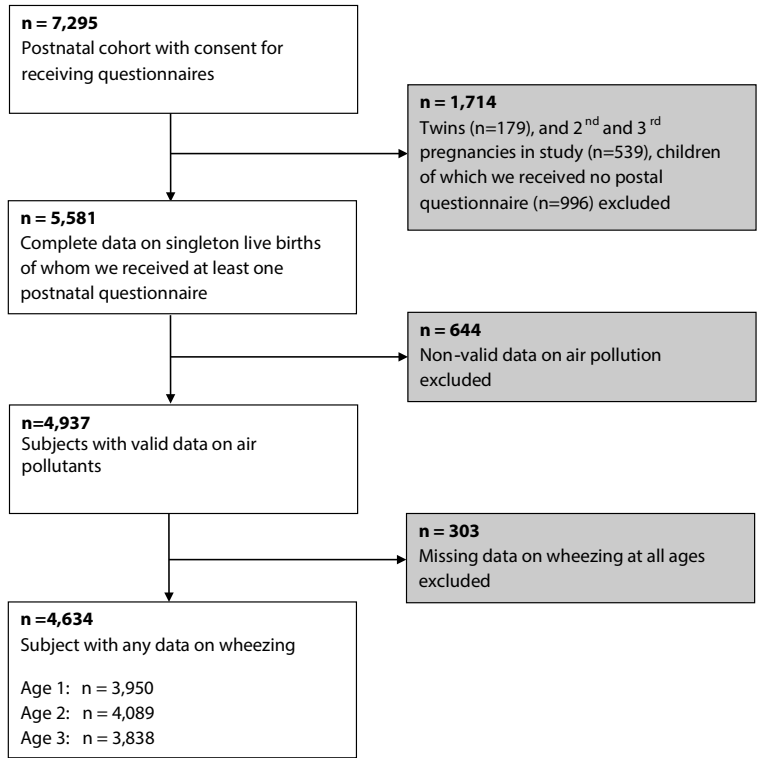 n = 7,295
Postnatal cohort with consent for
receiving questionnaires
n = 1,714
Twins (n=179), and 2 nd and 3 rd
pregnancies in study (n=539), children
of which we received no postal
questionnaire (n=996) excluded
n = 5,581
Complete data on singleton live births
of whom we received at least one
postnatal questionnaire
n = 644
Non-valid data on air pollution
excluded
n=4,937
Subjects with valid data on air
pollutants
n = 303
Missing data on wheezing at all ages
excluded
n=4,634
Subject with any data on wheezing
Age 1: n = 3,950
Age 2: n = 4,089
Age 3: n = 3,838